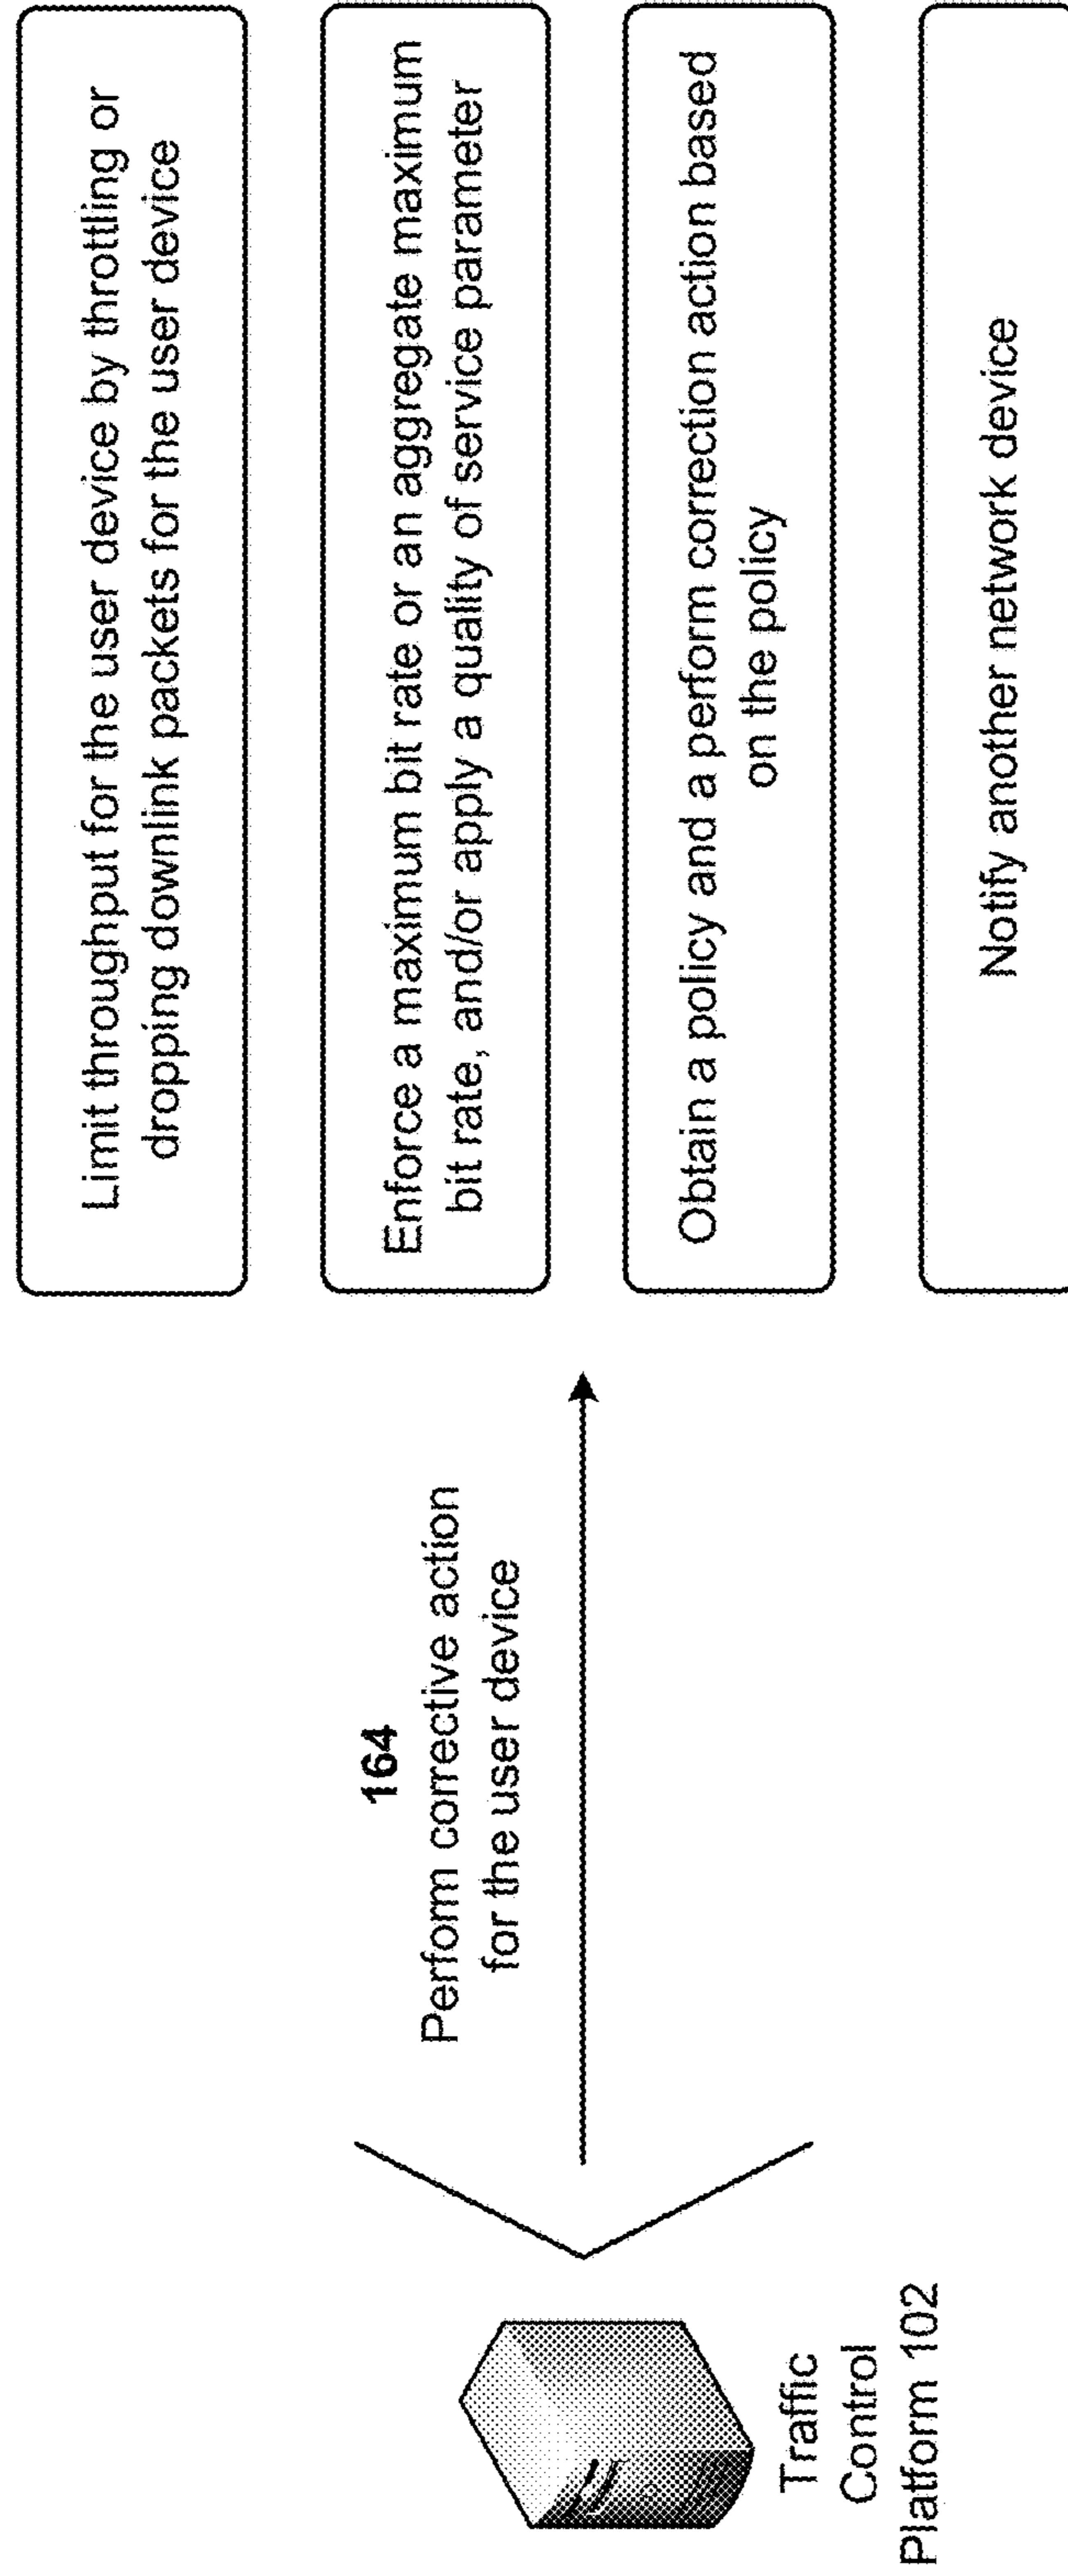 Traffic
Control
Platform 102
164
Perfom corrective action
for the user device
Limit throughput for the user device by throttling or
dropping downlink packets for the user device
Enforce a maximum bit rate or an aggregate maximum
bit rate, and/or apply a quality of service parameter
Obtain a policy and a perform correction action based
on the policy
Notify another network device